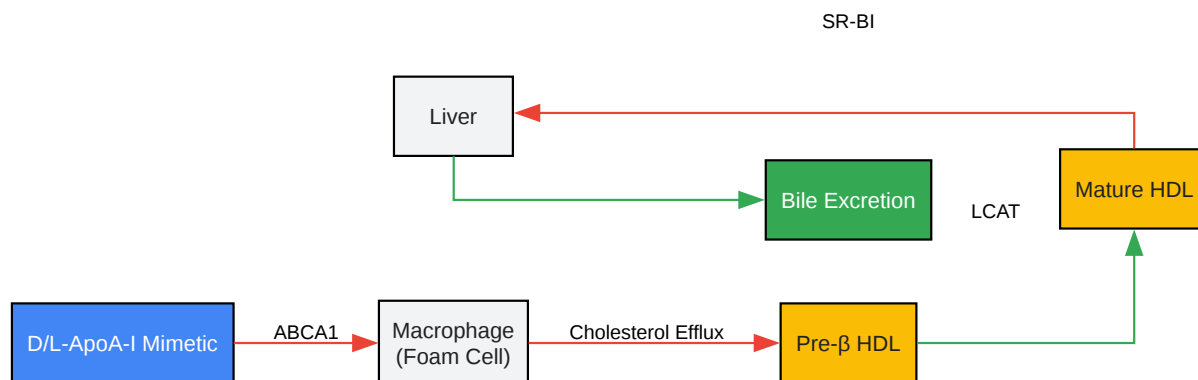 SR-BI
Liver
Mature HDL
Bile Excretion
LCAT
D/L-ApoA-I Mimetic
ABCA1
Macrophage
(Foam Cell)
Cholesterol Efflux
Pre-β HDL